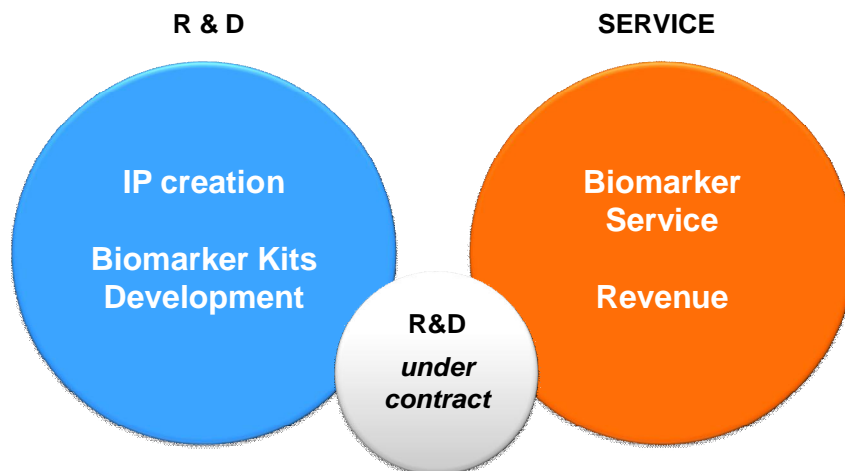 R & D
SERVICE
IP creation
Biomarker Kits
Development
Biomarker
Service
Revenue
R&D
under
contract